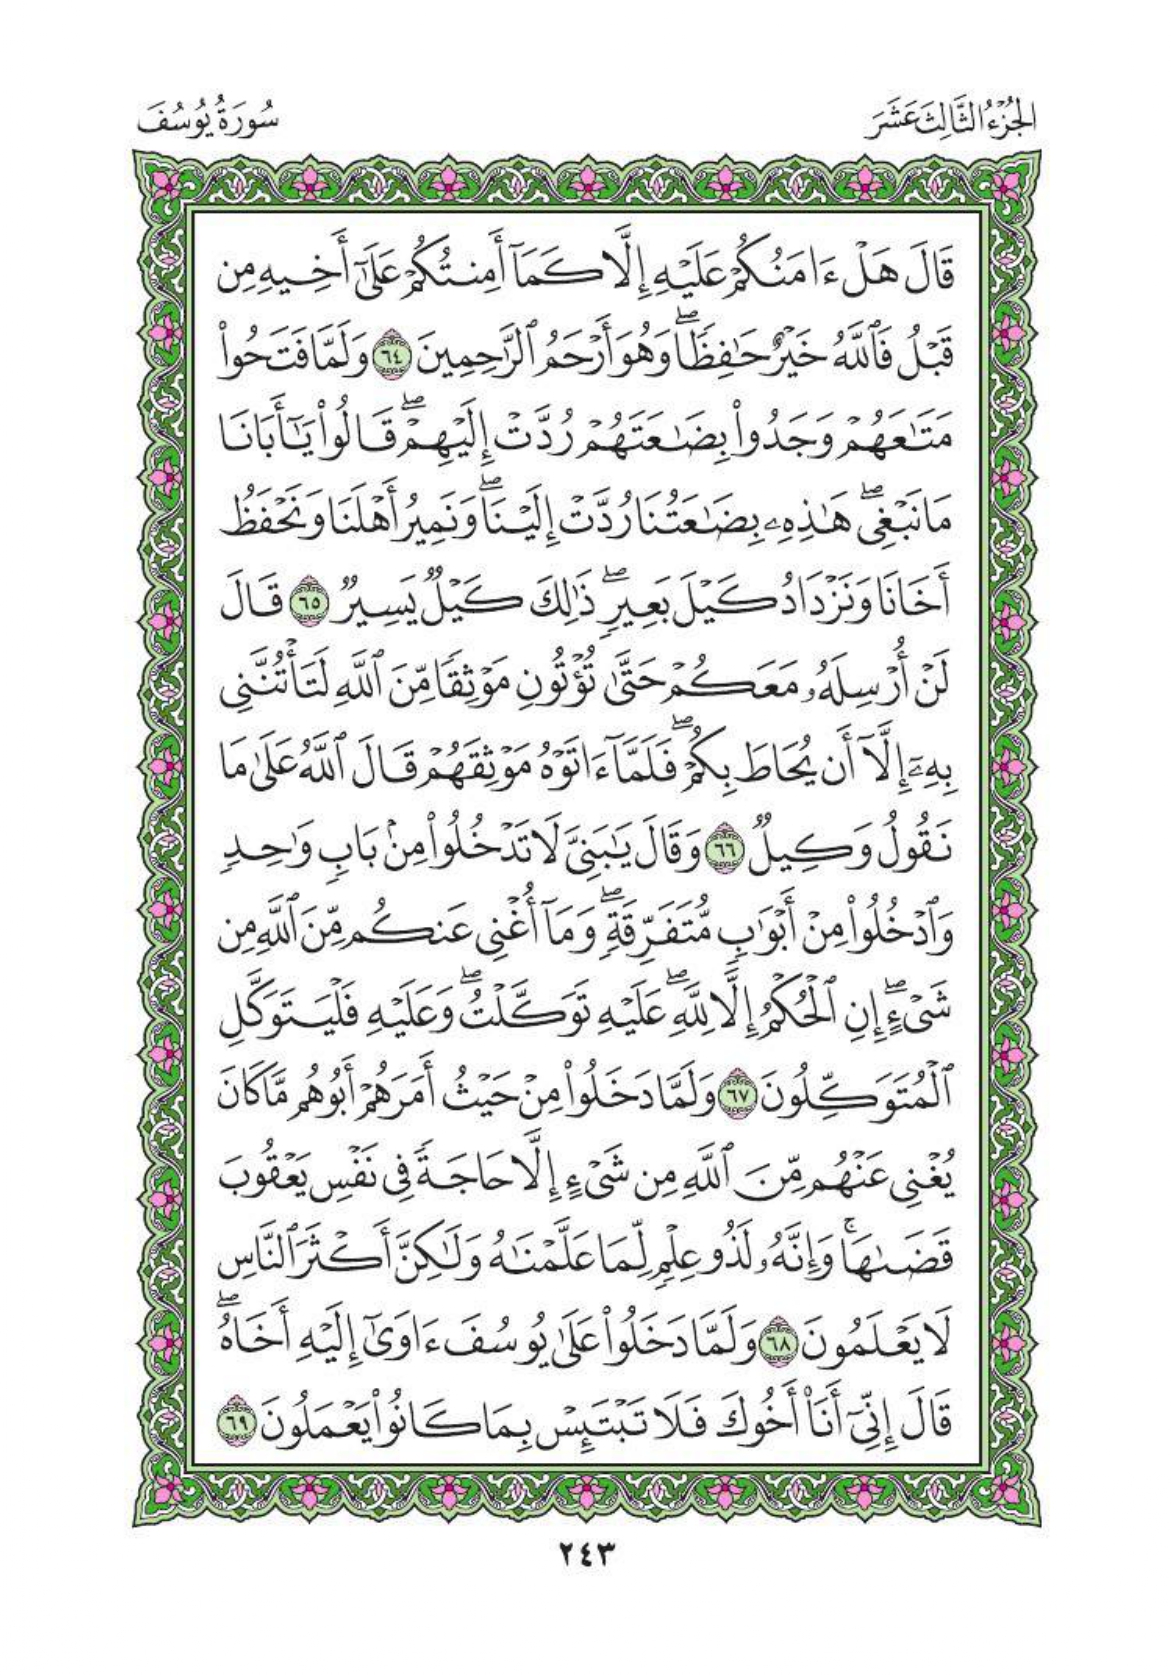 الجُزْءُ الثَّالِثَ عَشَرَ
سُورَةُ يُوسُفَ
قَالَ هَلْ ءَامَنُكُمْ عَلَيْهِ إِلَّا كَمَآ أَمِنتُكُمْ عَلَىٰٓ أَخِيهِ مِن
قَبْلُ فَٱللَّهُ خَيْرٌ حَٰفِظًاۖ وَهُوَ أَرْحَمُ ٱلرَّٰحِمِينَ ٦٤ وَلَمَّا فَتَحُوا۟
مَتَٰعَهُمْ وَجَدُوا۟ بِضَٰعَتَهُمْ رُدَّتْ إِلَيْهِمْۖ قَالُوا۟ يَٰٓأَبَانَا
مَا نَبْغِىۖ هَٰذِهِۦ بِضَٰعَتُنَا رُدَّتْ إِلَيْنَاۖ وَنَمِيرُ أَهْلَنَا وَنَحْفَظُ
أَخَانَا وَنَزْدَادُ كَيْلَ بَعِيرٍۖ ذَٰلِكَ كَيْلٌ يَسِيرٌ ٦٥ قَالَ
لَنْ أُرْسِلَهُۥ مَعَكُمْ حَتَّىٰ تُؤْتُونِ مَوْثِقًا مِّنَ ٱللَّهِ لَتَأْتُنَّنِى
بِهِۦٓ إِلَّآ أَن يُحَاطَ بِكُمْۖ فَلَمَّآ ءَاتَوْهُ مَوْثِقَهُمْ قَالَ ٱللَّهُ عَلَىٰ مَا
نَقُولُ وَكِيلٌ ٦٦ وَقَالَ يَٰبَنِىَّ لَا تَدْخُلُوا۟ مِنۢ بَابٍ وَٰحِدٍ
وَٱدْخُلُوا۟ مِنْ أَبْوَٰبٍ مُّتَفَرِّقَةٍۖ وَمَآ أُغْنِى عَنكُم مِّنَ ٱللَّهِ مِن
شَىْءٍۖ إِنِ ٱلْحُكْمُ إِلَّا لِلَّهِۖ عَلَيْهِ تَوَكَّلْتُۖ وَعَلَيْهِ فَلْيَتَوَكَّلِ
ٱلْمُتَوَكِّلُونَ ٦٧ وَلَمَّا دَخَلُوا۟ مِنْ حَيْثُ أَمَرَهُمْ أَبُوهُم مَّا كَانَ
يُغْنِى عَنْهُم مِّنَ ٱللَّهِ مِن شَىْءٍ إِلَّا حَاجَةً فِى نَفْسِ يَعْقُوبَ
قَضَىٰهَاۚ وَإِنَّهُۥ لَذُو عِلْمٍ لِّمَا عَلَّمْنَٰهُ وَلَٰكِنَّ أَكْثَرَ ٱلنَّاسِ
لَا يَعْلَمُونَ ٦٨ وَلَمَّا دَخَلُوا۟ عَلَىٰ يُوسُفَ ءَاوَىٰٓ إِلَيْهِ أَخَاهُۖ
قَالَ إِنِّىٓ أَنَا۠ أَخُوكَ فَلَا تَبْتَئِسْ بِمَا كَانُوا۟ يَعْمَلُونَ ٦٩
٢٤٣